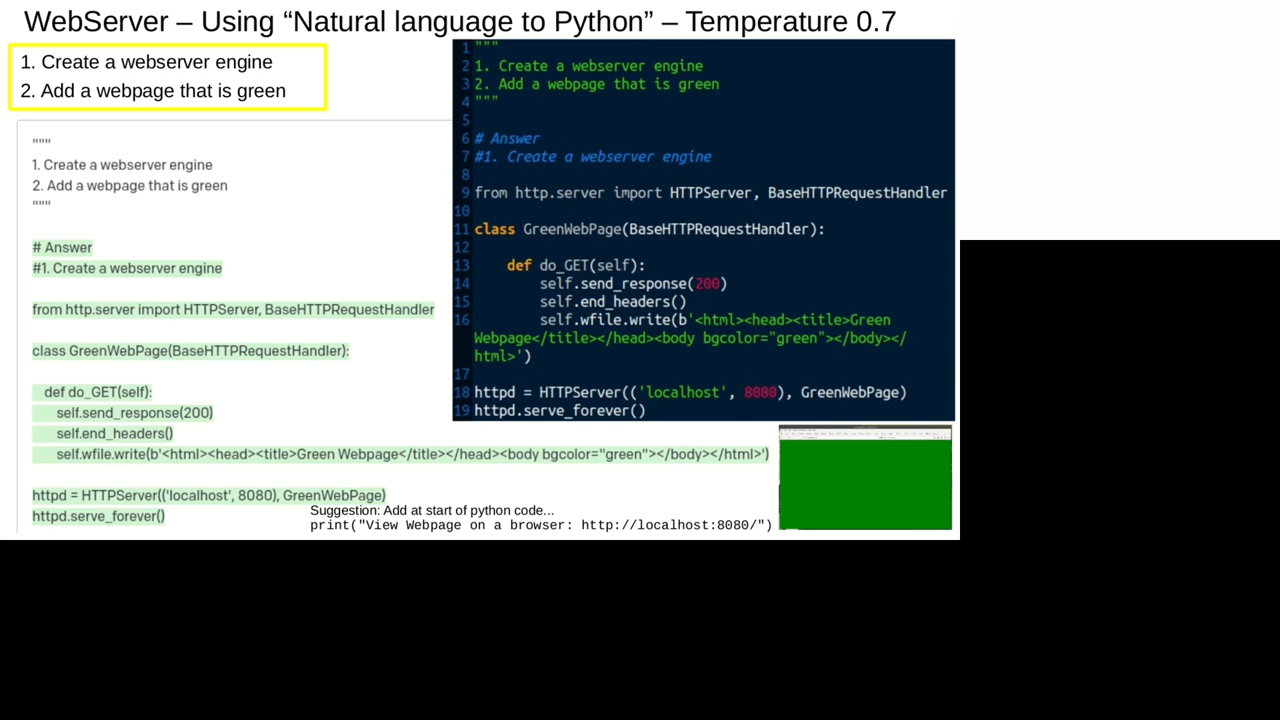 WebServer – Using “Natural language to Python” – Temperature 0.7
1. Create a webserver engine
2. Add a webpage that is green
"""
1. Create a webserver engine
2. Add a webpage that is green
"""
# Answer
#1. Create a webserver engine
from http.server import HTTPServer, BaseHTTPRequestHandler
class GreenWebPage(BaseHTTPRequestHandler):
def do_GET(self):
self.send_response(200)
self.end_headers()
self.wfile.write(b'<html><head><title>Green Webpage</title></head><body bgcolor="green"></body></html>')
httpd = HTTPServer(('localhost', 8080), GreenWebPage)
httpd.serve_forever()
1 """
2 1. Create a webserver engine
3 2. Add a webpage that is green
4 """
5
6 # Answer
7 #1. Create a webserver engine
8
9 from http.server import HTTPServer, BaseHTTPRequestHandler
10
11 class GreenWebPage(BaseHTTPRequestHandler):
12
13 def do_GET(self):
14 self.send_response(200)
15 self.end_headers()
16 self.wfile.write(b'<html><head><title>Green
Webpage</title></head><body bgcolor="green"></body></
html>')
17
18 httpd = HTTPServer(('localhost', 8080), GreenWebPage)
19 httpd.serve_forever()
Suggestion: Add at start of python code...
print("View Webpage on a browser: http://localhost:8080/")